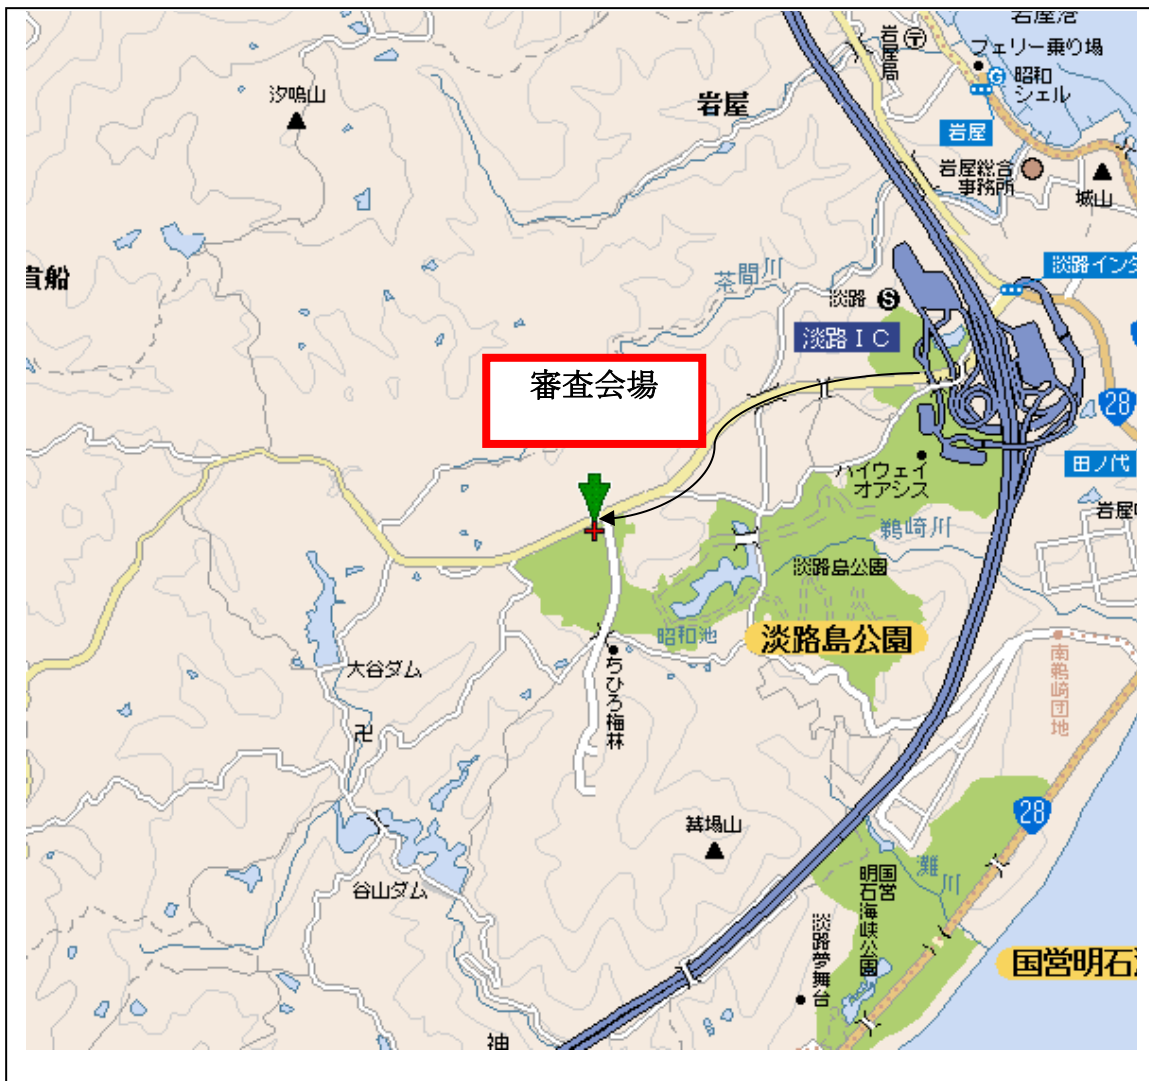 岩屋港
岩屋局
フェリー乗り場
昭和
シェル
汐鳴山
岩屋
岩屋
岩屋総合
事務所
城山
貴船
茶間川
淡路
淡路インタ
淡路IC
審査会場
28
田ノ代
ハイウェイ
オアシス
岩屋中
鵜崎川
淡路島公園
昭和池
淡路島公園
大谷ダム
ちひろ梅林
南鵜崎団地
28
谷山ダム
灘川
国営
明石海峡公園
淡路夢舞台
国営明石海
神